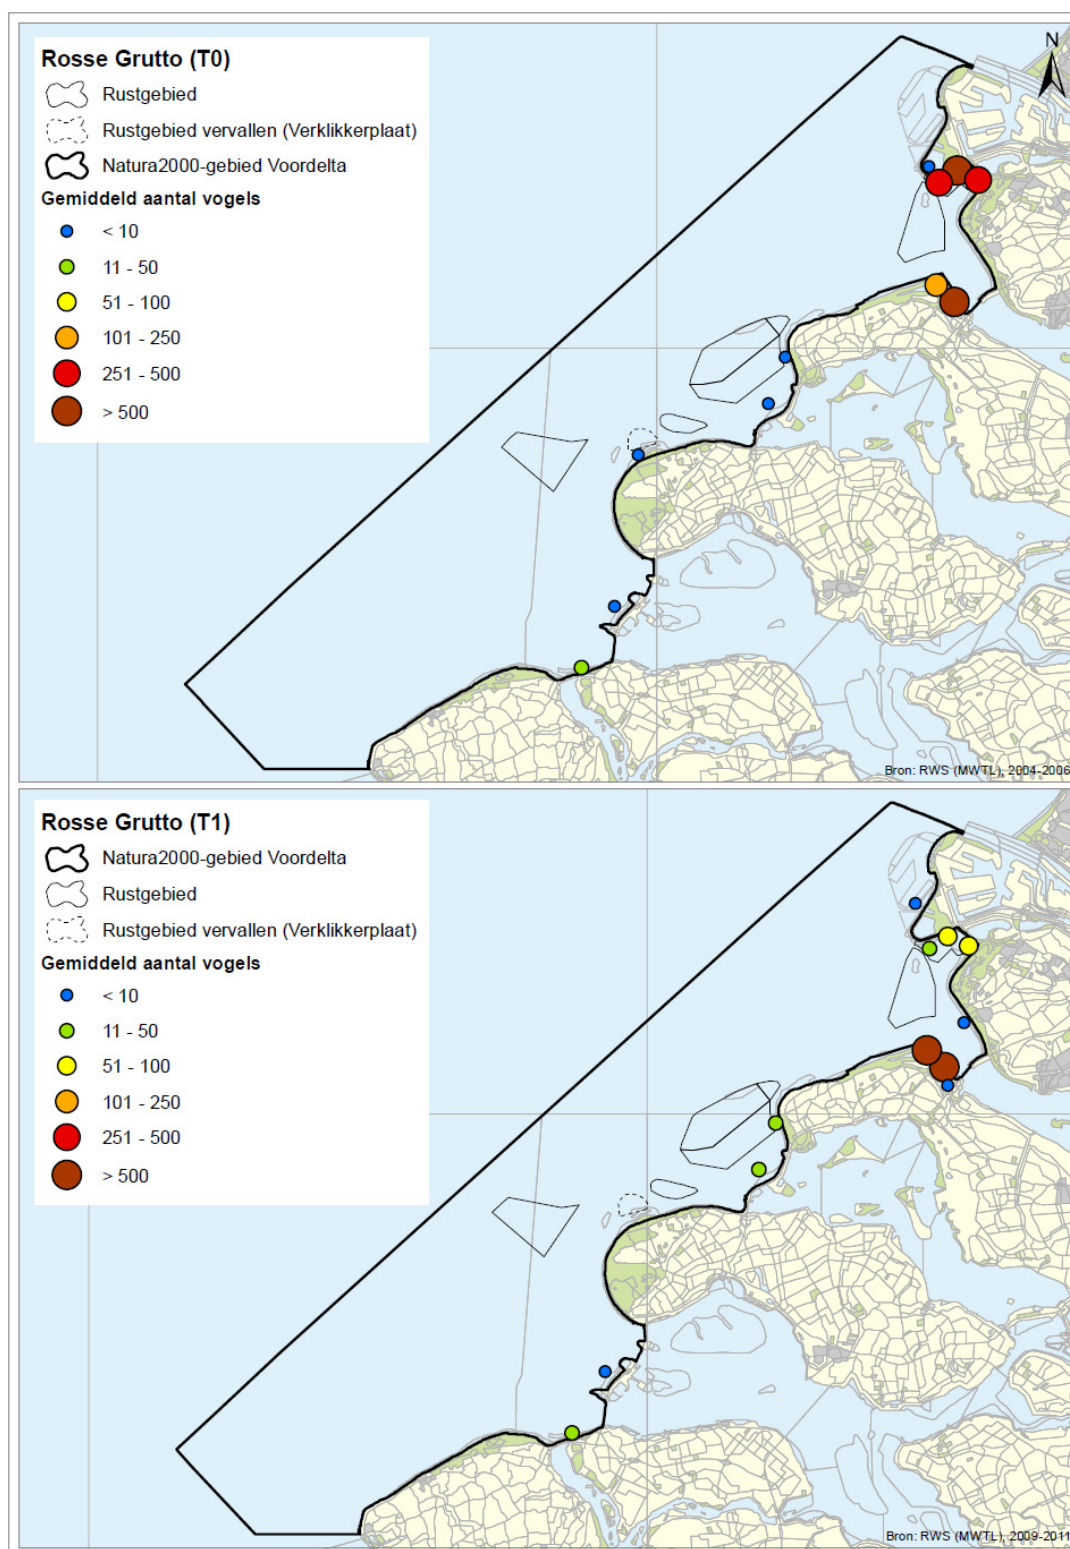 Rosse Grutto (T0)
Rustgebied
Rustgebied vervallen (Verklikkerplaat)
Natura2000-gebied Voordelta
Gemiddeld aantal vogels
< 10
11 - 50
51 - 100
101 - 250
251 - 500
> 500
N
Bron: RWS (MWTL), 2004-2006
Rosse Grutto (T1)
Natura2000-gebied Voordelta
Rustgebied
Rustgebied vervallen (Verklikkerplaat)
Gemiddeld aantal vogels
< 10
11 - 50
51 - 100
101 - 250
251 - 500
> 500
Bron: RWS (MWTL), 2009-2011